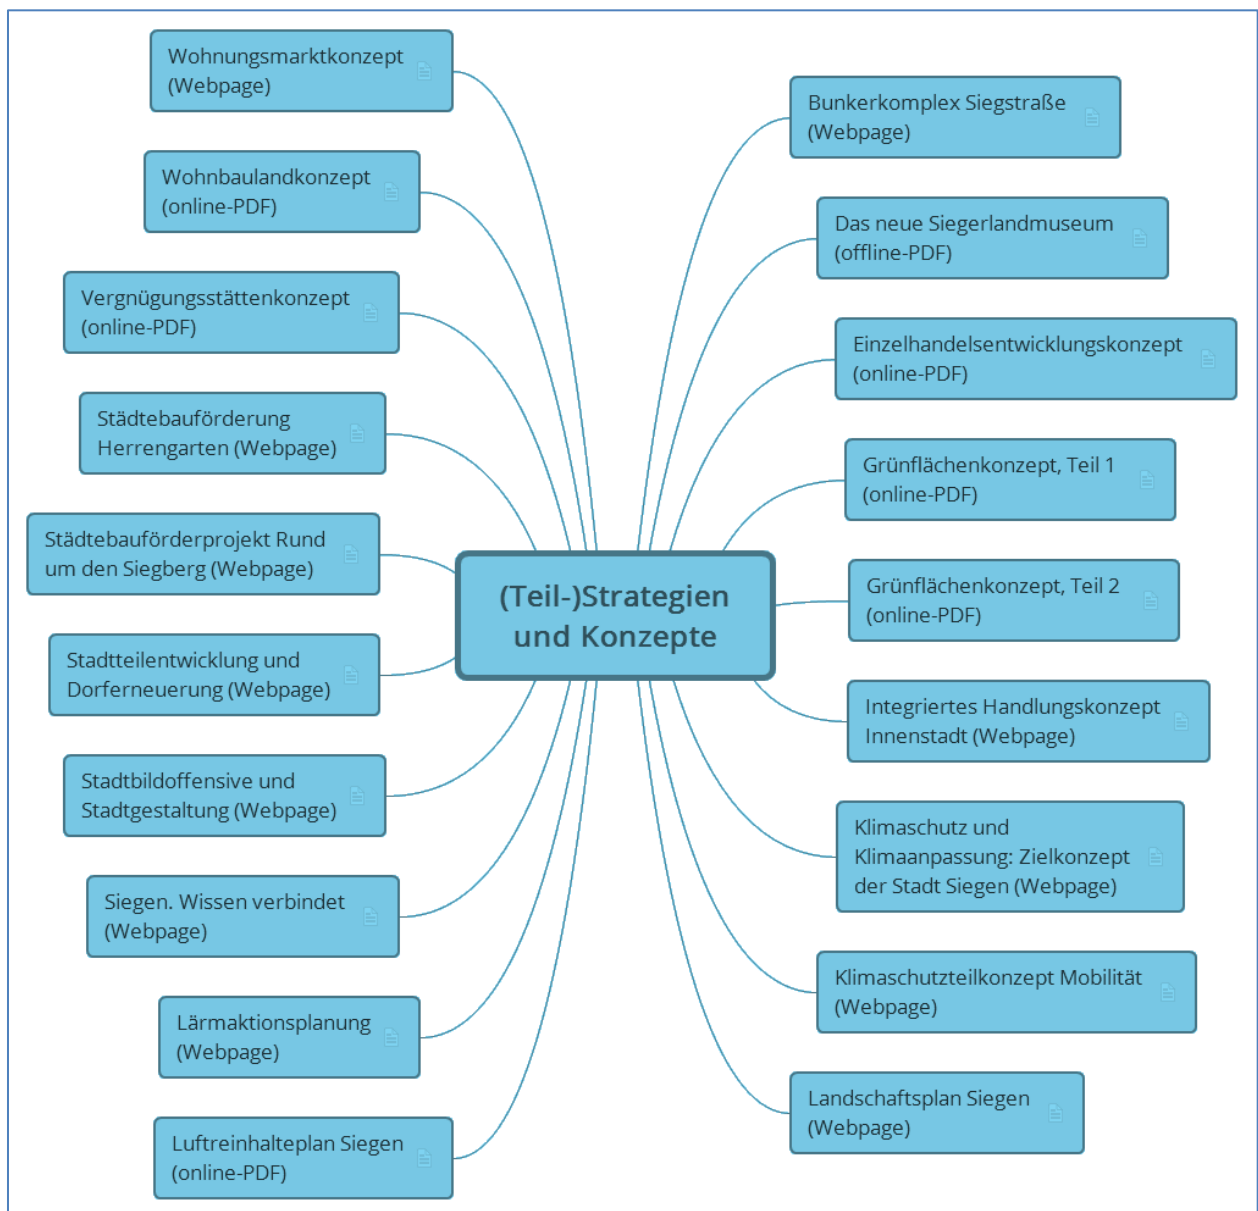 (Teil-)Strategien
und Konzepte
Wohnungsmarktkonzept
(Webpage)
Wohnbaulandkonzept
(online-PDF)
Vergnügungsstättenkonzept
(online-PDF)
Städtebauförderung
Herrengarten (Webpage)
Städtebauförderprojekt Rund
um den Siegberg (Webpage)
Stadtteilentwicklung und
Dorferneuerung (Webpage)
Stadtbildoffensive und
Stadtgestaltung (Webpage)
Siegen. Wissen verbindet
(Webpage)
Lärmaktionsplanung
(Webpage)
Luftreinhalteplan Siegen
(online-PDF)
Bunkerkomplex Siegstraße
(Webpage)
Das neue Siegerlandmuseum
(offline-PDF)
Einzelhandelsentwicklungskonzept
(online-PDF)
Grünflächenkonzept, Teil 1
(online-PDF)
Grünflächenkonzept, Teil 2
(online-PDF)
Integriertes Handlungskonzept
Innenstadt (Webpage)
Klimaschutz und
Klimaanpassung: Zielkonzept
der Stadt Siegen (Webpage)
Klimaschutzteilkonzept Mobilität
(Webpage)
Landschaftsplan Siegen
(Webpage)